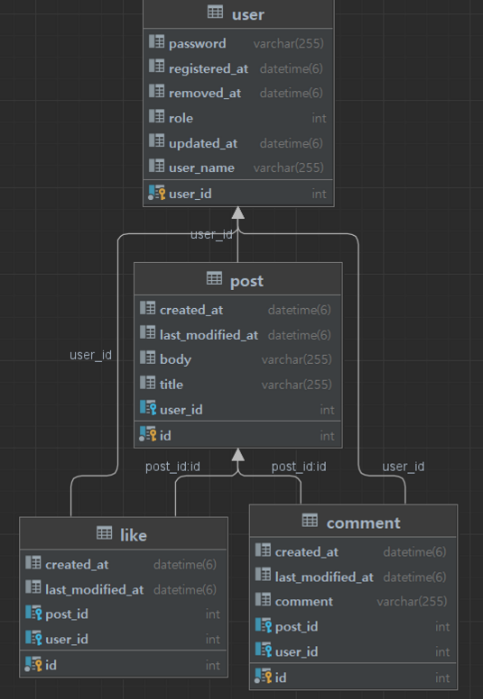 user
password varchar(255)
registered_at datetime(6)
removed_at datetime(6)
role int
updated_at datetime(6)
user_name varchar(255)
user_id int
user_id
post
created_at datetime(6)
last_modified_at datetime(6)
body varchar(255)
title varchar(255)
user_id int
id int
user_id
post_id:id
post_id:id
user_id
like
created_at datetime(6)
last_modified_at datetime(6)
post_id int
user_id int
id int
comment
created_at datetime(6)
last_modified_at datetime(6)
comment varchar(255)
post_id int
user_id int
id int